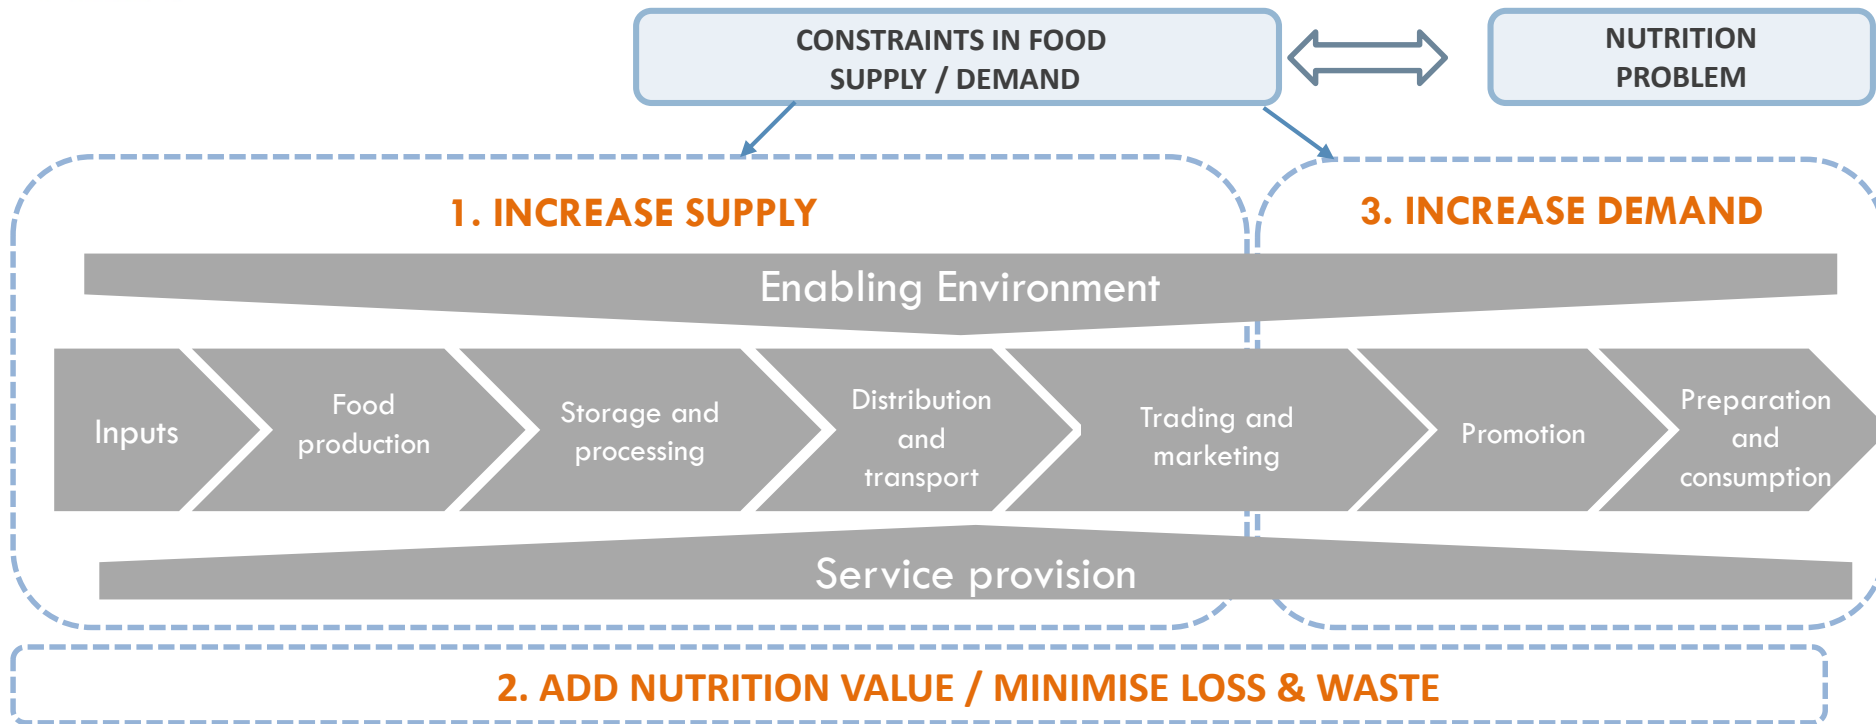 CONSTRAINTS IN FOOD
SUPPLY / DEMAND
NUTRITION
PROBLEM
1. INCREASE SUPPLY
3. INCREASE DEMAND
Enabling Environment
Inputs
Food
production
Storage and
processing
Distribution
and
transport
Trading and
marketing
Promotion
Preparation
and
consumption
Service provision
2. ADD NUTRITION VALUE / MINIMISE LOSS & WASTE